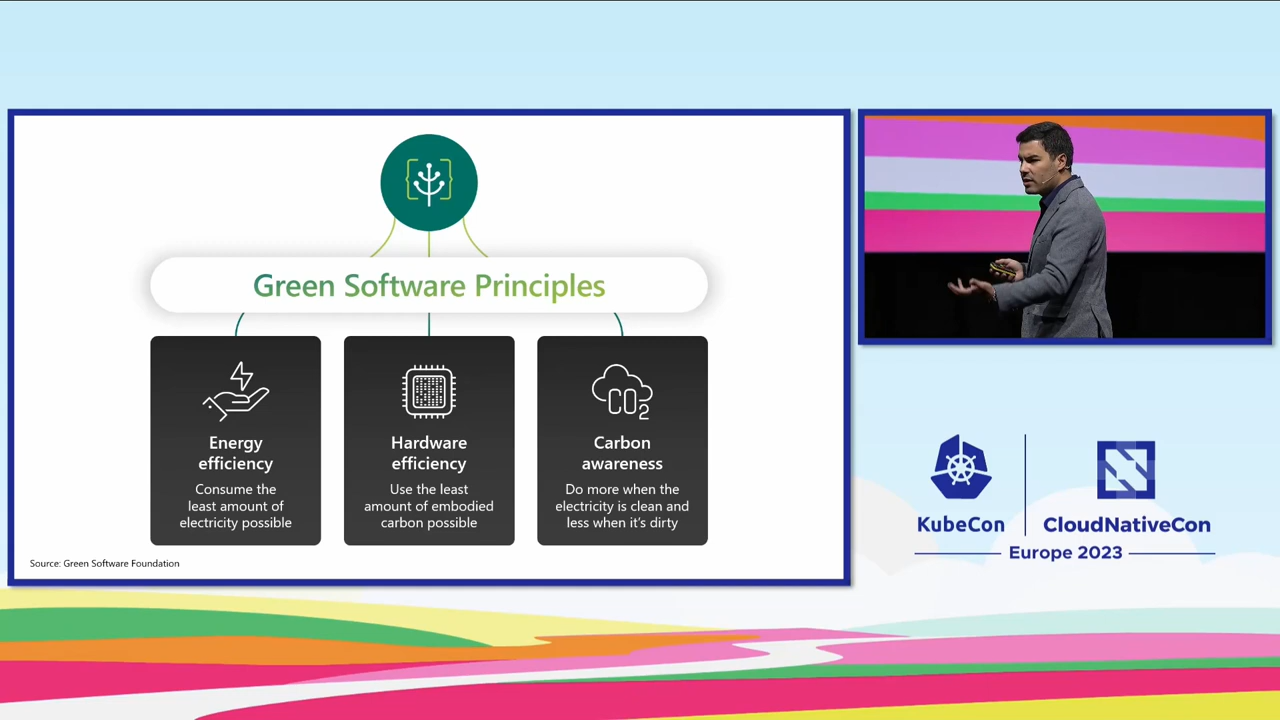 Green Software Principles
Energy
efficiency
Consume the
least amount of
electricity possible
Hardware
efficiency
Use the least
amount of embodied
carbon possible
CO2
Carbon
awareness
Do more when the
electricity is clean and
less when it's dirty
Source: Green Software Foundation
KubeCon
CloudNativeCon
Europe 2023